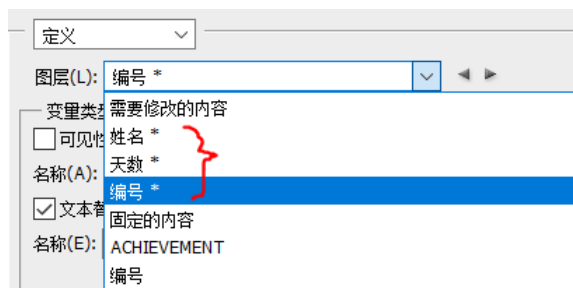 定义
图层(L): 编号 *
需要修改的内容
变量类
可见性
姓名 *
天数 *
名称(A):
编号 *
文本替
固定的内容
名称(E):
ACHIEVEMENT
编号